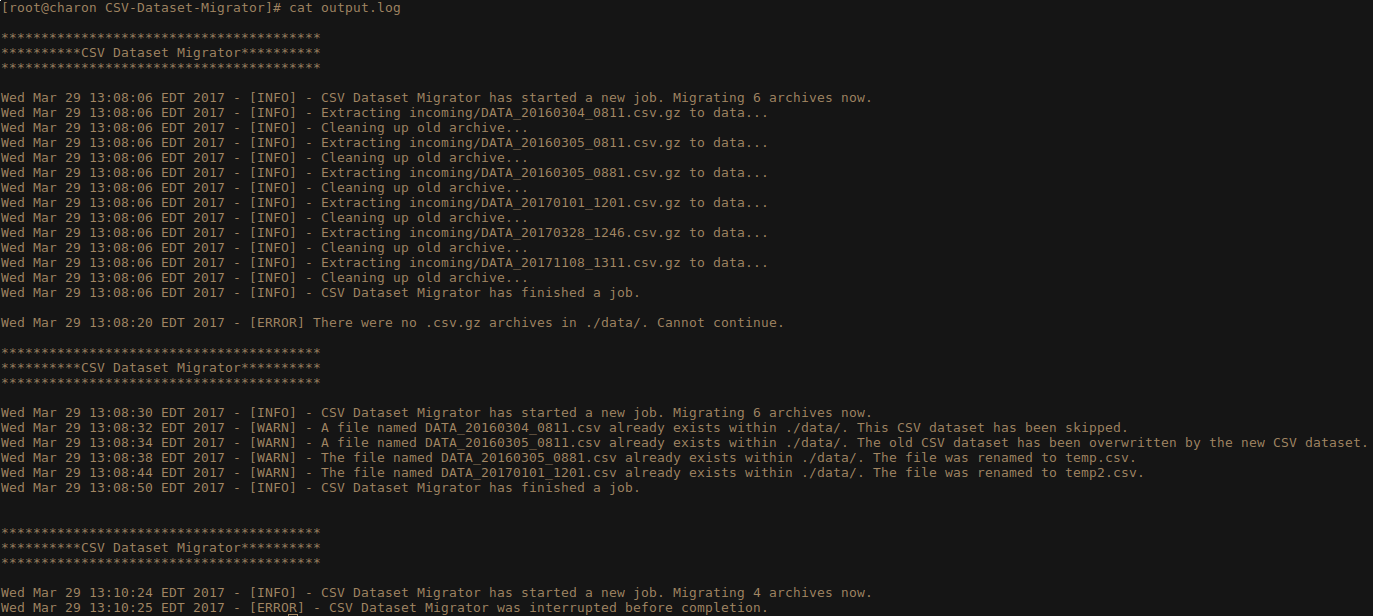 [root@charon CSV-Dataset-Migrator]# cat output.log
****************************************
**********CSV Dataset Migrator**********
****************************************
Wed Mar 29 13:08:06 EDT 2017 - [INFO] - CSV Dataset Migrator has started a new job. Migrating 6 archives now.
Wed Mar 29 13:08:06 EDT 2017 - [INFO] - Extracting incoming/DATA_20160304_0811.csv.gz to data...
Wed Mar 29 13:08:06 EDT 2017 - [INFO] - Cleaning up old archive...
Wed Mar 29 13:08:06 EDT 2017 - [INFO] - Extracting incoming/DATA_20160305_0811.csv.gz to data...
Wed Mar 29 13:08:06 EDT 2017 - [INFO] - Cleaning up old archive...
Wed Mar 29 13:08:06 EDT 2017 - [INFO] - Extracting incoming/DATA_20160305_0881.csv.gz to data...
Wed Mar 29 13:08:06 EDT 2017 - [INFO] - Cleaning up old archive...
Wed Mar 29 13:08:06 EDT 2017 - [INFO] - Extracting incoming/DATA_20170101_1201.csv.gz to data...
Wed Mar 29 13:08:06 EDT 2017 - [INFO] - Cleaning up old archive...
Wed Mar 29 13:08:06 EDT 2017 - [INFO] - Extracting incoming/DATA_20170328_1246.csv.gz to data...
Wed Mar 29 13:08:06 EDT 2017 - [INFO] - Cleaning up old archive...
Wed Mar 29 13:08:06 EDT 2017 - [INFO] - Extracting incoming/DATA_20171108_1311.csv.gz to data...
Wed Mar 29 13:08:06 EDT 2017 - [INFO] - Cleaning up old archive...
Wed Mar 29 13:08:06 EDT 2017 - [INFO] - CSV Dataset Migrator has finished a job.
Wed Mar 29 13:08:20 EDT 2017 - [ERROR] There were no .csv.gz archives in ./data/. Cannot continue.
****************************************
**********CSV Dataset Migrator**********
****************************************
Wed Mar 29 13:08:30 EDT 2017 - [INFO] - CSV Dataset Migrator has started a new job. Migrating 6 archives now.
Wed Mar 29 13:08:32 EDT 2017 - [WARN] - A file named DATA_20160304_0811.csv already exists within ./data/. This CSV dataset has been skipped.
Wed Mar 29 13:08:34 EDT 2017 - [WARN] - A file named DATA_20160305_0811.csv already exists within ./data/. The old CSV dataset has been overwritten by the new CSV dataset.
Wed Mar 29 13:08:38 EDT 2017 - [WARN] - The file named DATA_20160305_0881.csv already exists within ./data/. The file was renamed to temp.csv.
Wed Mar 29 13:08:44 EDT 2017 - [WARN] - The file named DATA_20170101_1201.csv already exists within ./data/. The file was renamed to temp2.csv.
Wed Mar 29 13:08:50 EDT 2017 - [INFO] - CSV Dataset Migrator has finished a job.
****************************************
**********CSV Dataset Migrator**********
****************************************
Wed Mar 29 13:10:24 EDT 2017 - [INFO] - CSV Dataset Migrator has started a new job. Migrating 4 archives now.
Wed Mar 29 13:10:25 EDT 2017 - [ERROR] - CSV Dataset Migrator was interrupted before completion.